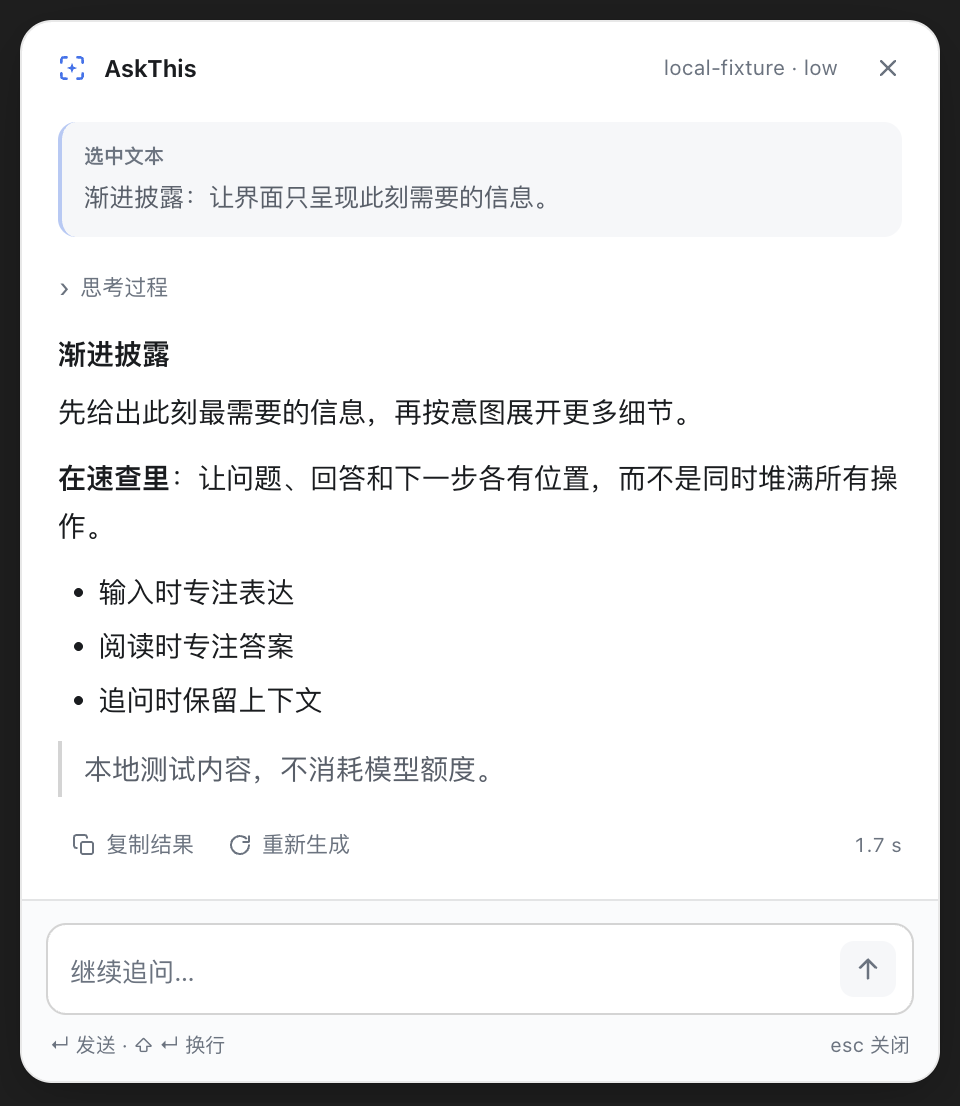 AskThis
local-fixture · low
选中文本
渐进披露：让界面只呈现此刻需要的信息。
› 思考过程
渐进披露
先给出此刻最需要的信息，再按意图展开更多细节。
在速查里：让问题、回答和下一步各有位置，而不是同时堆满所有操
作。
• 输入时专注表达
• 阅读时专注答案
• 追问时保留上下文
本地测试内容，不消耗模型额度。
复制结果 重新生成 1.7 s
继续追问...
↵ 发送 · ⇧ ↵ 换行 esc 关闭